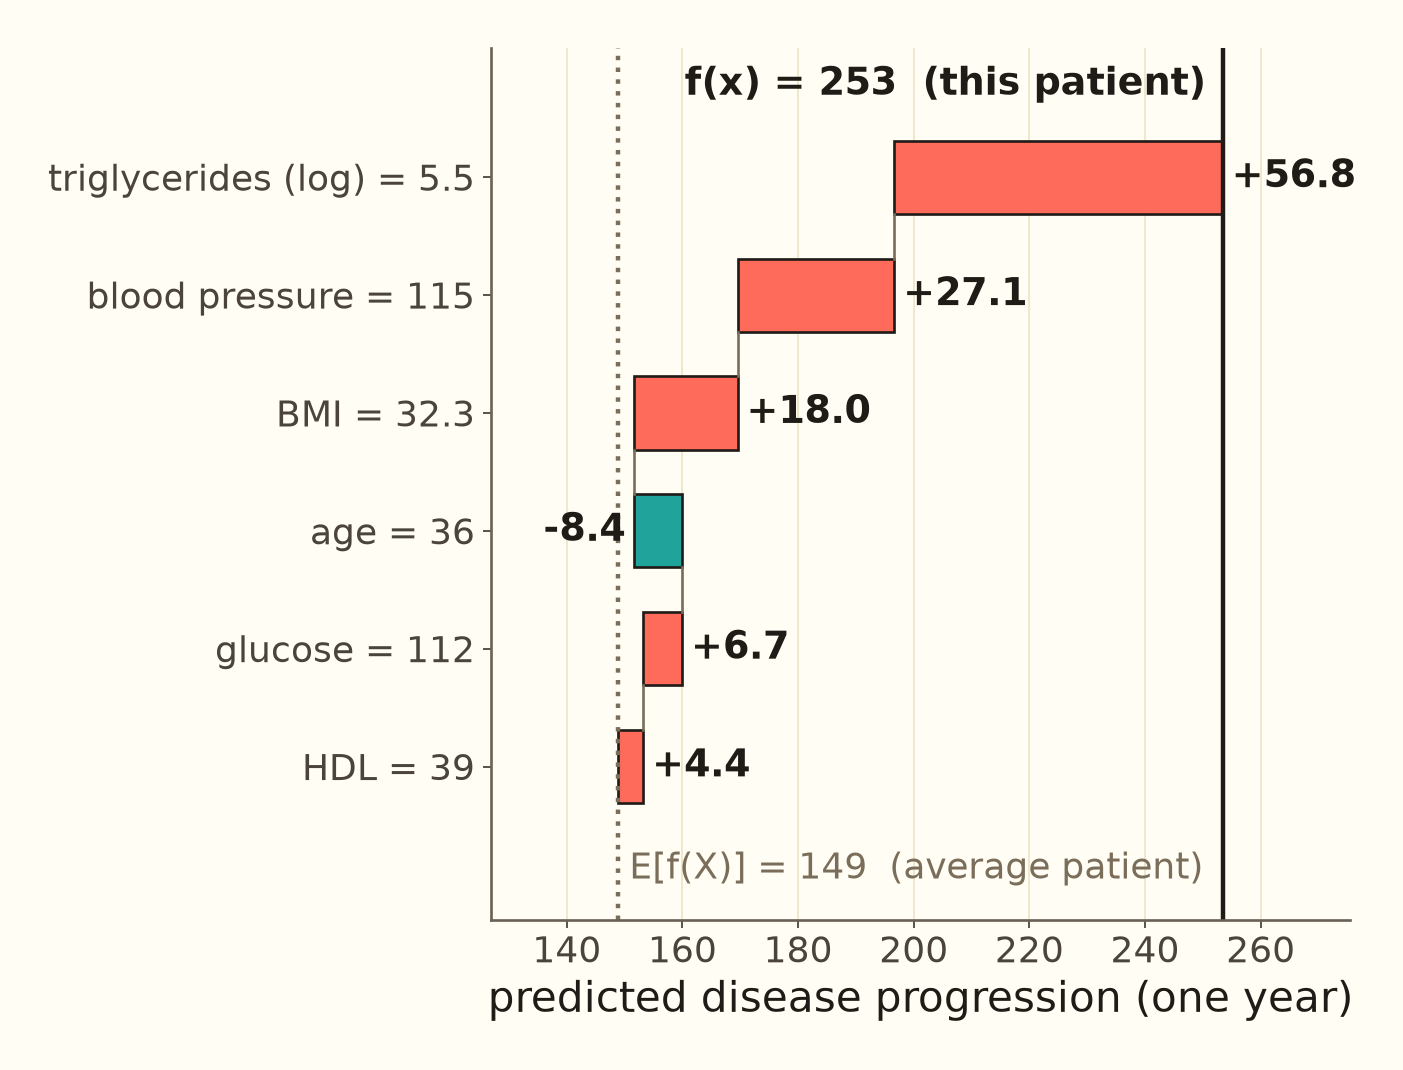 f(x) = 253  (this patient)
triglycerides (log) = 5.5
+56.8
blood pressure = 115
+27.1
BMI = 32.3
+18.0
age = 36
-8.4
glucose = 112
+6.7
HDL = 39
+4.4
E[f(X)] = 149  (average patient)
140 160 180 200 220 240 260
predicted disease progression (one year)